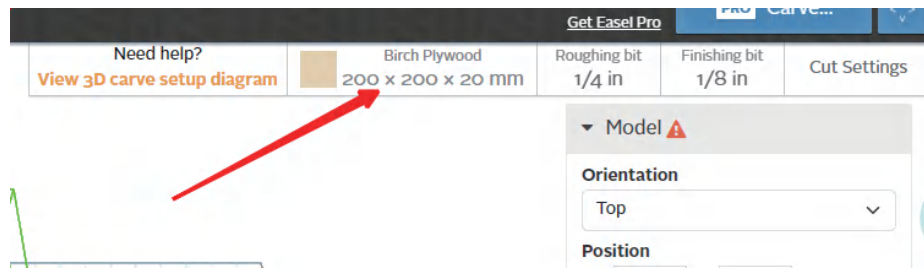 Get Easel Pro
PRO Carve...
Need help?
View 3D carve setup diagram
Birch Plywood
200 x 200 x 20 mm
Roughing bit
1/4 in
Finishing bit
1/8 in
Cut Settings
Model
Orientation
Top
Position